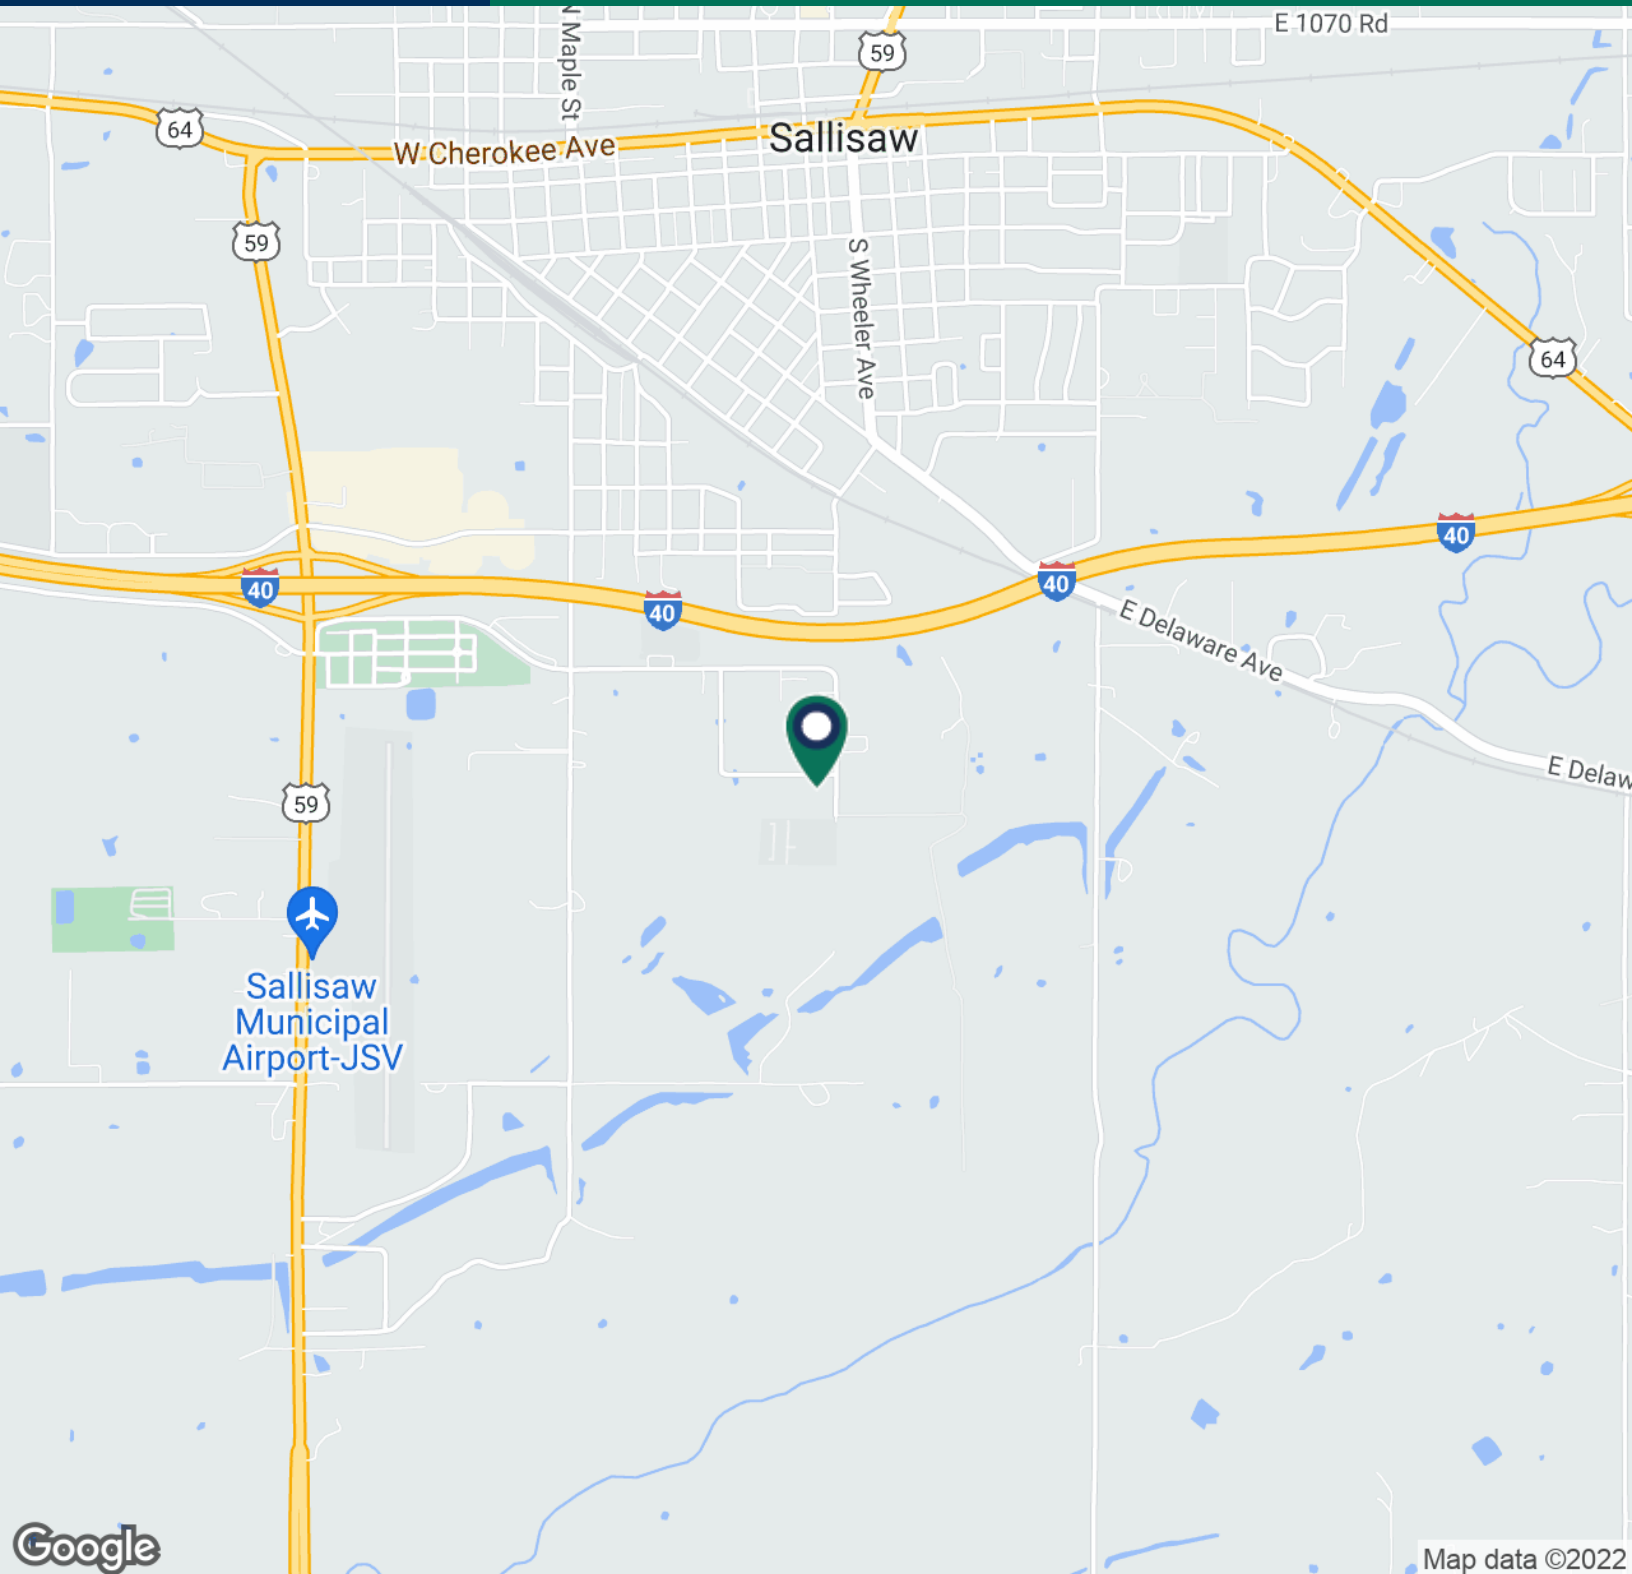 E 1070 Rd
N Maple St
59
64
Sallisaw
W Cherokee Ave
59
S Wheeler Ave
64
40
40
40
40
E Delaware Ave
E Delaw
59
Sallisaw
Municipal
Airport-JSV
Google
Map data ©2022